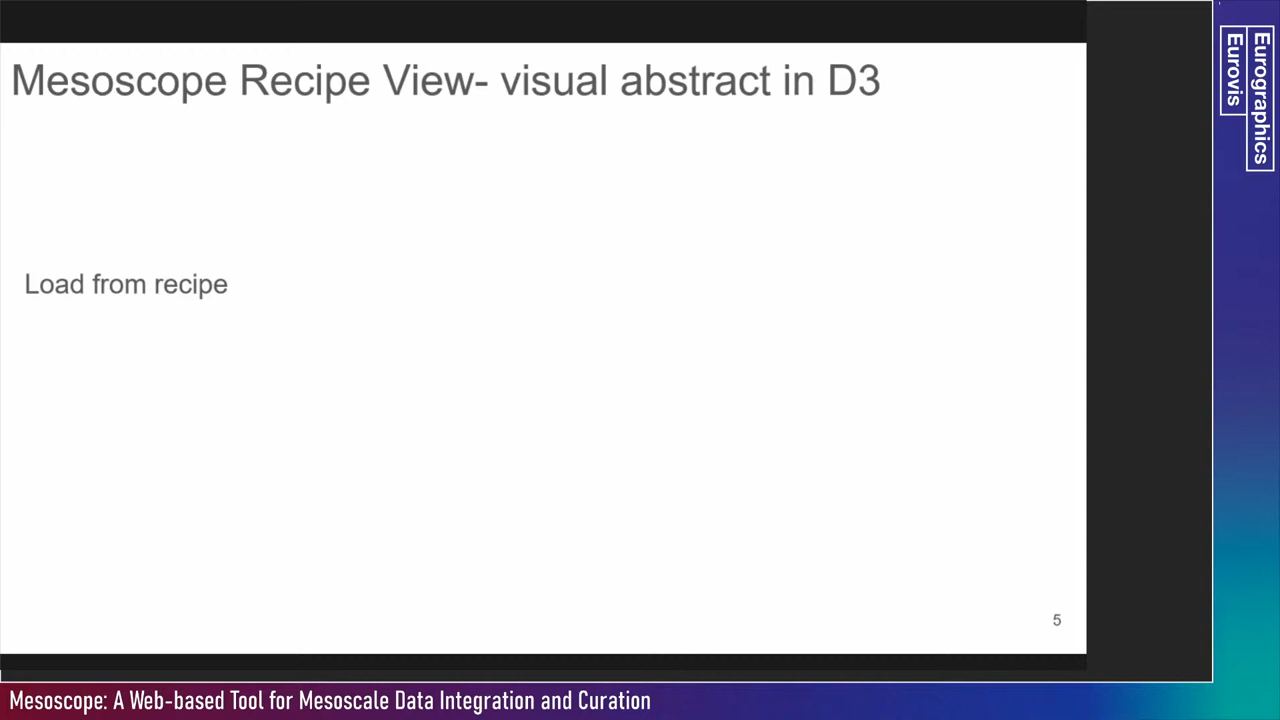 Mesoscope Recipe View- visual abstract in D3
Load from recipe
5
Eurographics
Eurovis
Mesoscope: A Web-based Tool for Mesoscale Data Integration and Curation